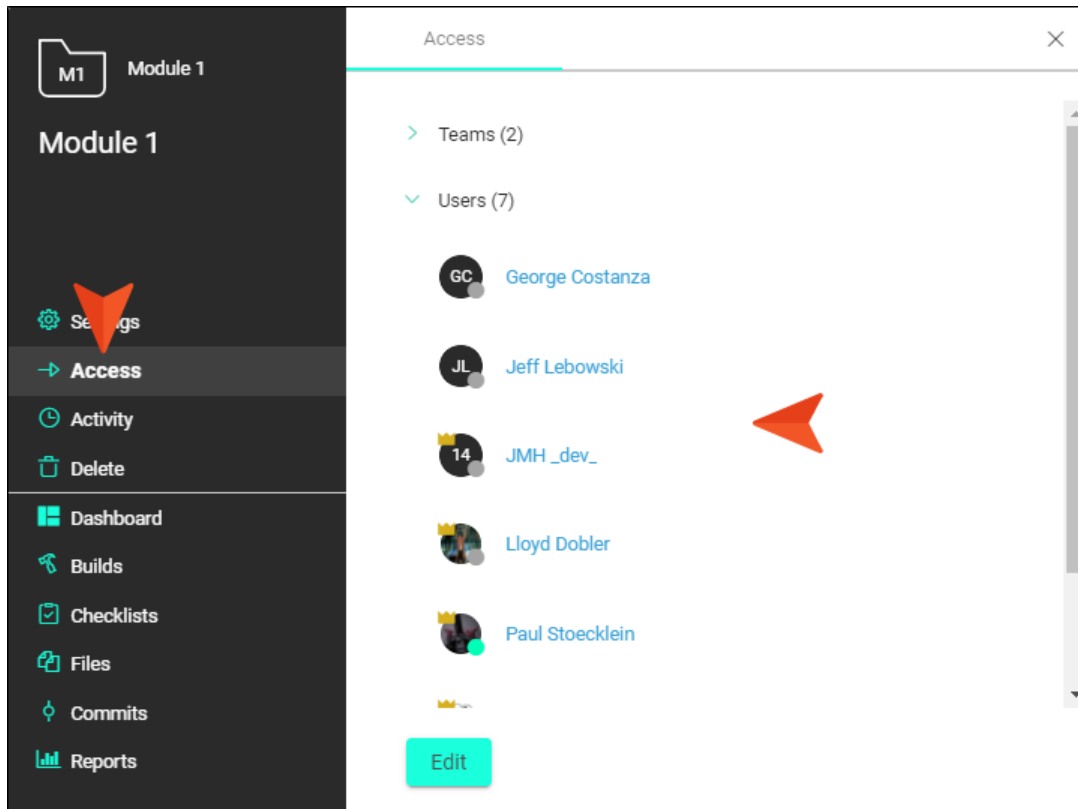 M1
Module 1
Module 1
Settings
Access
Activity
Delete
Dashboard
Builds
Checklists
Files
Commits
Reports
Access
Teams (2)
Users (7)
GC
George Costanza
JL
Jeff Lebowski
14
JMH _dev_
Lloyd Dobler
Paul Stoecklein
Edit